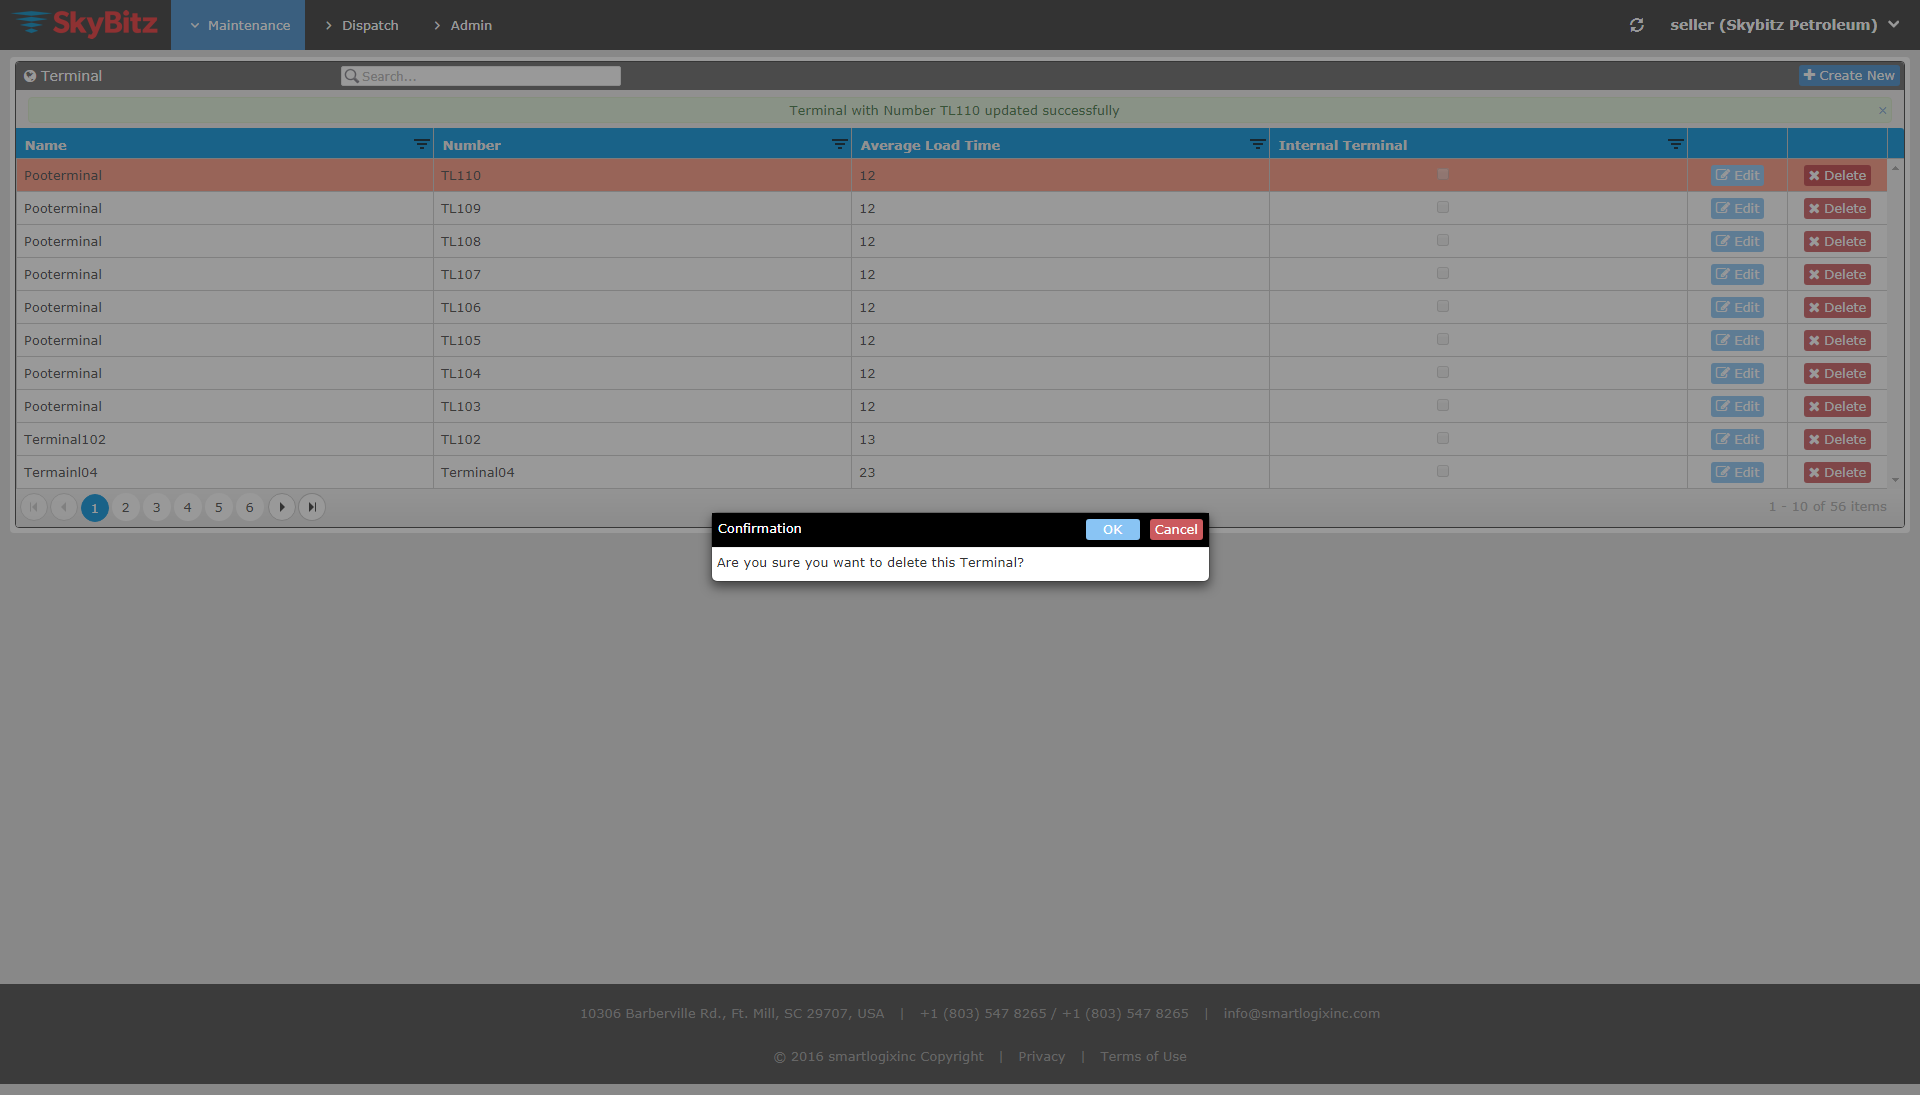 SkyBitz Maintenance Dispatch Admin seller (Skybitz Petroleum)
Terminal Search... Create New
Terminal with Number TL110 updated successfully ×
Name Number Average Load Time Internal Terminal
Pooterminal TL110 12 Edit Delete
Pooterminal TL109 12 Edit Delete
Pooterminal TL108 12 Edit Delete
Pooterminal TL107 12 Edit Delete
Pooterminal TL106 12 Edit Delete
Pooterminal TL105 12 Edit Delete
Pooterminal TL104 12 Edit Delete
Pooterminal TL103 12 Edit Delete
Terminal102 TL102 13 Edit Delete
Termainl04 Terminal04 23 Edit Delete
1 2 3 4 5 6 1 - 10 of 56 items
Confirmation OK Cancel
Are you sure you want to delete this Terminal?
10306 Barberville Rd., Ft. Mill, SC 29707, USA | +1 (803) 547 8265 / +1 (803) 547 8265 | info@smartlogixinc.com
© 2016 smartlogixinc Copyright | Privacy | Terms of Use